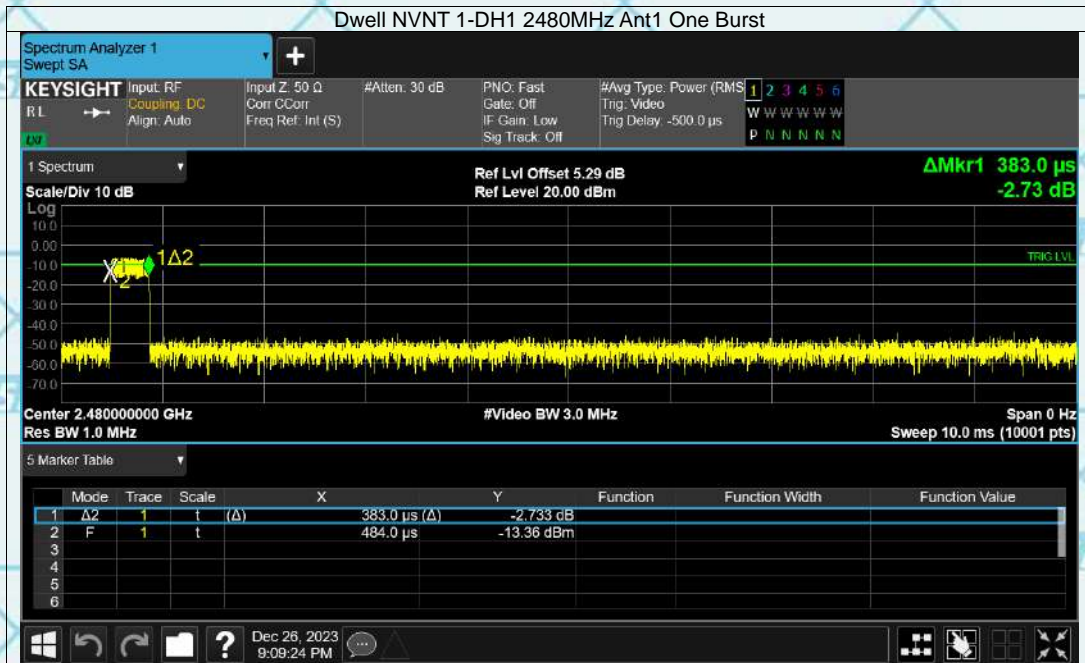 Dwell NVNT 1-DH1 2480MHz Ant1 One Burst
Spectrum Analyzer 1
Swept SA
+
KEYSIGHT Input: RF Input Z: 50 Ω #Atten: 30 dB PNO: Fast #Avg Type: Power (RMS 1 2 3 4 5 6
RL Coupling: DC Corr CCorr Gate: Off Trig: Video W W W W W W
Align: Auto Freq Ref: Int (S) IF Gain: Low Trig Delay: -500.0 µs
LXI Sig Track: Off P N N N N N
1 Spectrum Ref Lvl Offset 5.29 dB ΔMkr1 383.0 µs
Scale/Div 10 dB Ref Level 20.00 dBm -2.73 dB
Log
10.0
0.00
1Δ2 TRIG LVL
-10.0
2
-20.0
-30.0
-40.0
-50.0
-60.0
-70.0
Center 2.480000000 GHz #Video BW 3.0 MHz Span 0 Hz
Res BW 1.0 MHz Sweep 10.0 ms (10001 pts)
5 Marker Table
Mode Trace Scale X Y Function Function Width Function Value
1 Δ2 1 t (Δ) 383.0 µs (Δ) -2.733 dB
2 F 1 t 484.0 µs -13.36 dBm
3
4
5
6
? Dec 26, 2023
9:09:24 PM